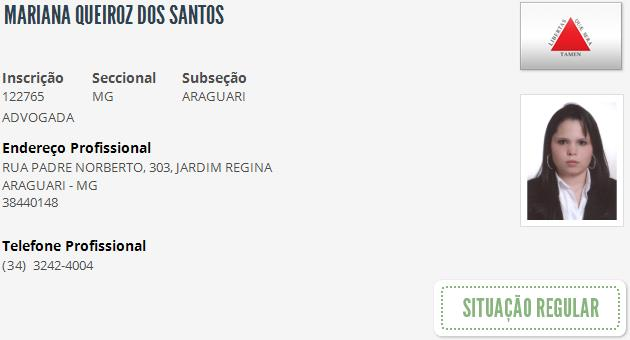 MARIANA QUEIROZ DOS SANTOS
LIBERTAS QUÆ SERA
TAMEN
Inscrição Seccional Subseção
122765 MG ARAGUARI
ADVOGADA
Endereço Profissional
RUA PADRE NORBERTO, 303, JARDIM REGINA
ARAGUARI - MG
38440148
Telefone Profissional
(34) 3242-4004
SITUAÇÃO REGULAR